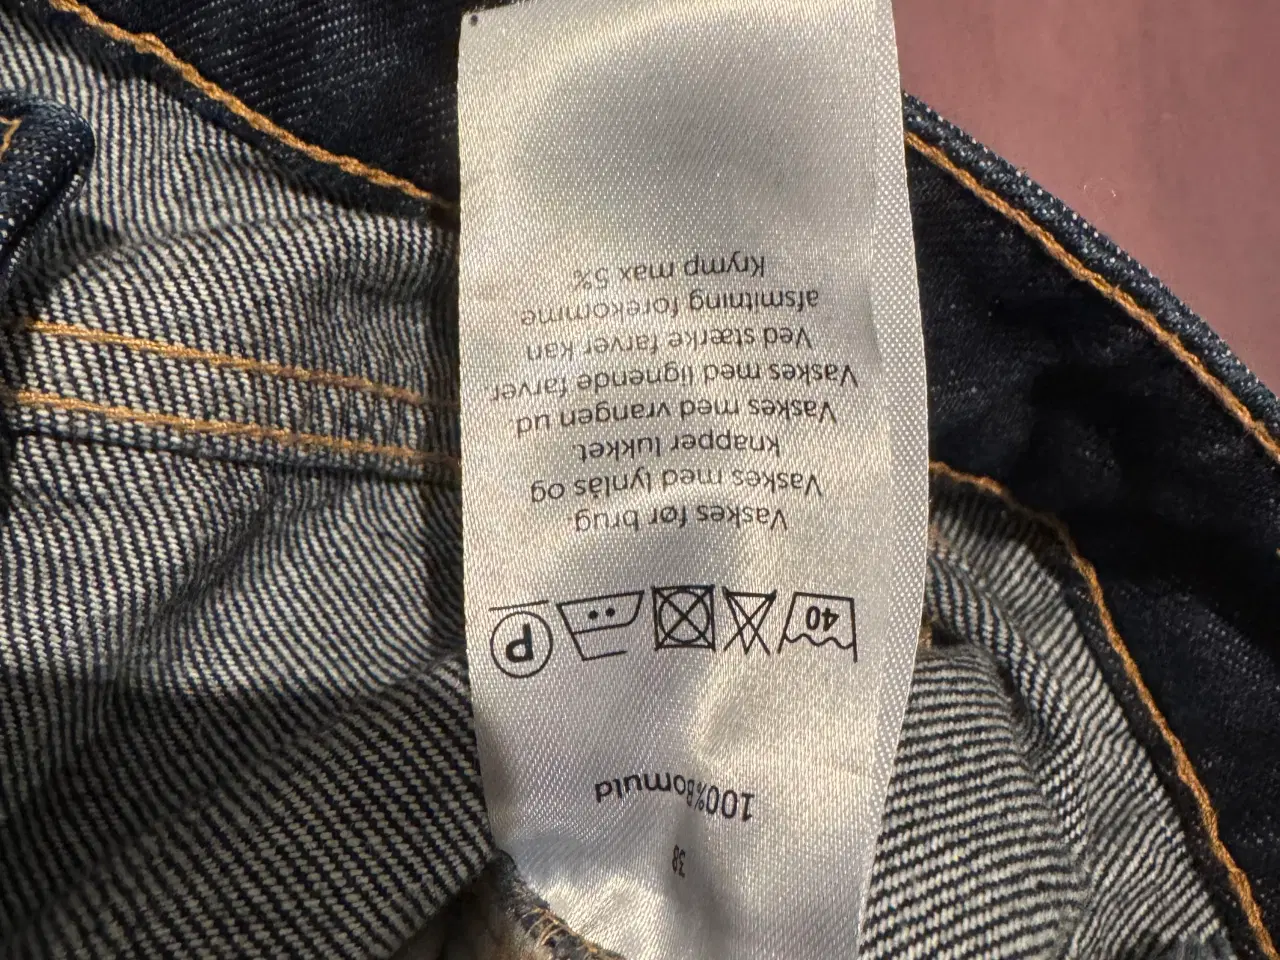 38
100%Bomuld
40 P
Vaskes før brug.
Vaskes med lynlås og
knapper lukket.
Vaskes med vrangen ud
Vaskes med lignende farver.
Ved stærke farver kan
afsmitning forekomme
Krymp max 5%